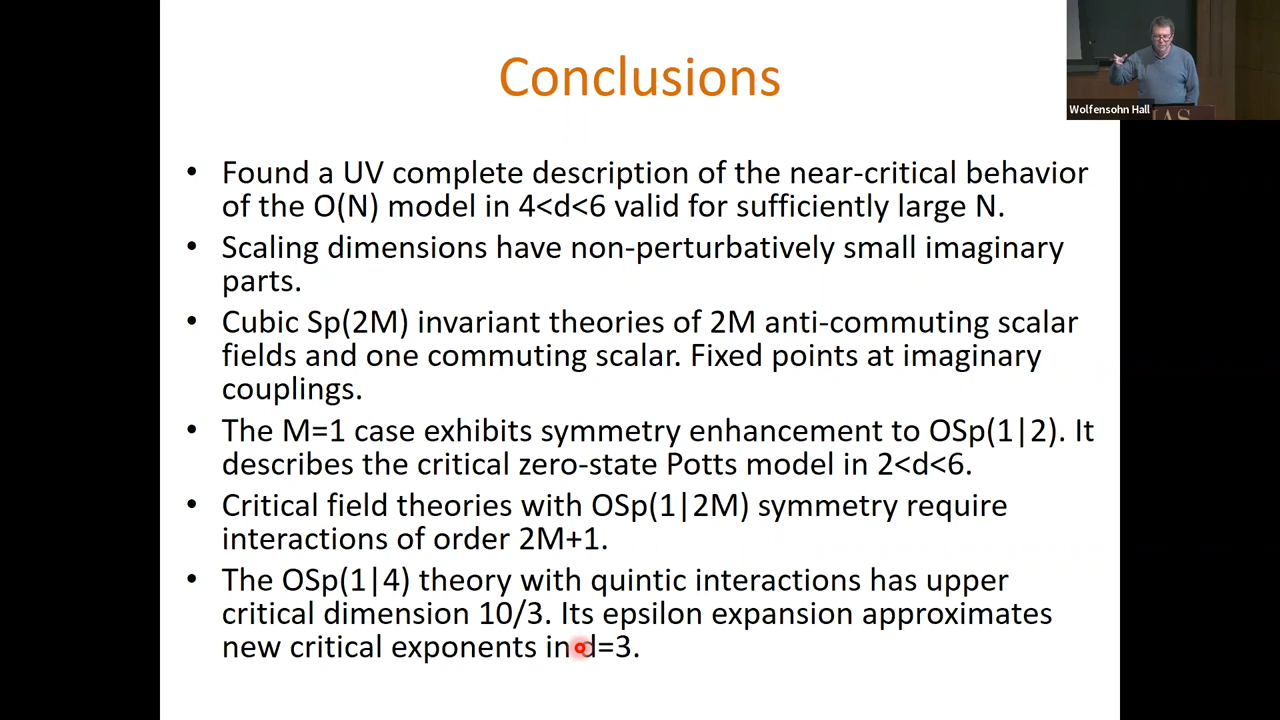 Conclusions
Wolfensohn Hall
IAS
• Found a UV complete description of the near-critical behavior
of the O(N) model in 4<d<6 valid for sufficiently large N.
• Scaling dimensions have non-perturbatively small imaginary
parts.
• Cubic Sp(2M) invariant theories of 2M anti-commuting scalar
fields and one commuting scalar. Fixed points at imaginary
couplings.
• The M=1 case exhibits symmetry enhancement to OSp(1|2). It
describes the critical zero-state Potts model in 2<d<6.
• Critical field theories with OSp(1|2M) symmetry require
interactions of order 2M+1.
• The OSp(1|4) theory with quintic interactions has upper
critical dimension 10/3. Its epsilon expansion approximates
new critical exponents in d=3.